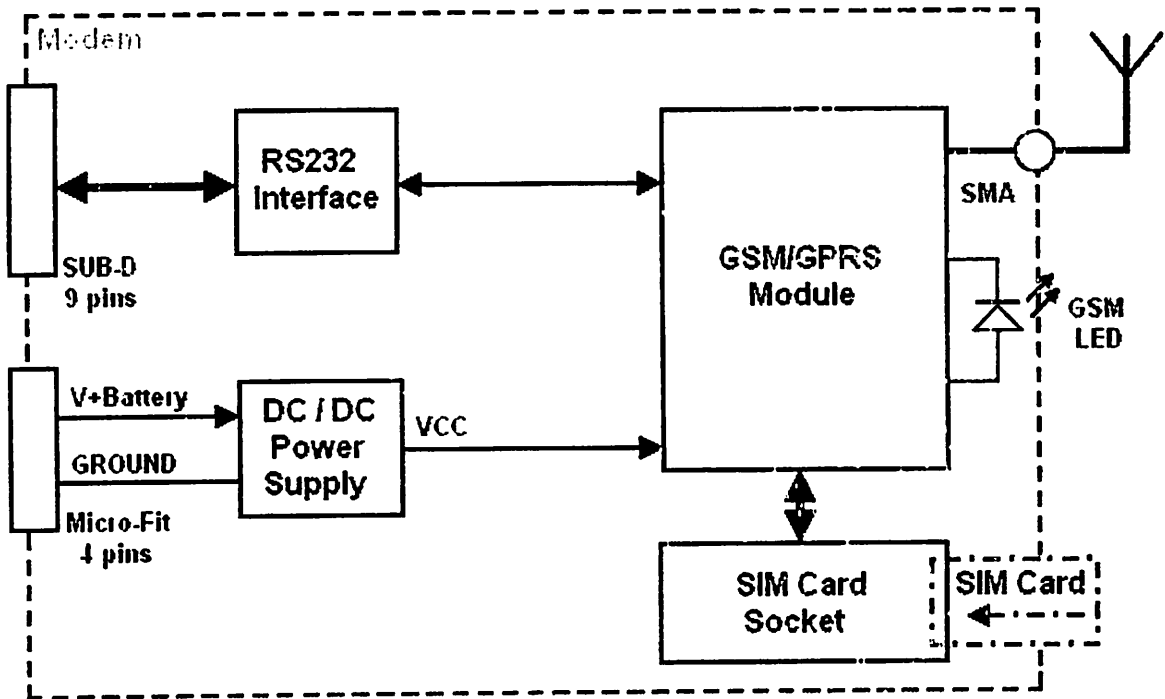 Modem
RS232
Interface
SUB-D
9 pins
GSM/GPRS
Module
SMA
GSM
LED
V+Battery
GROUND
DC / DC
Power
Supply
VCC
Micro-Fit
4 pins
SIM Card
Socket
SIM Card